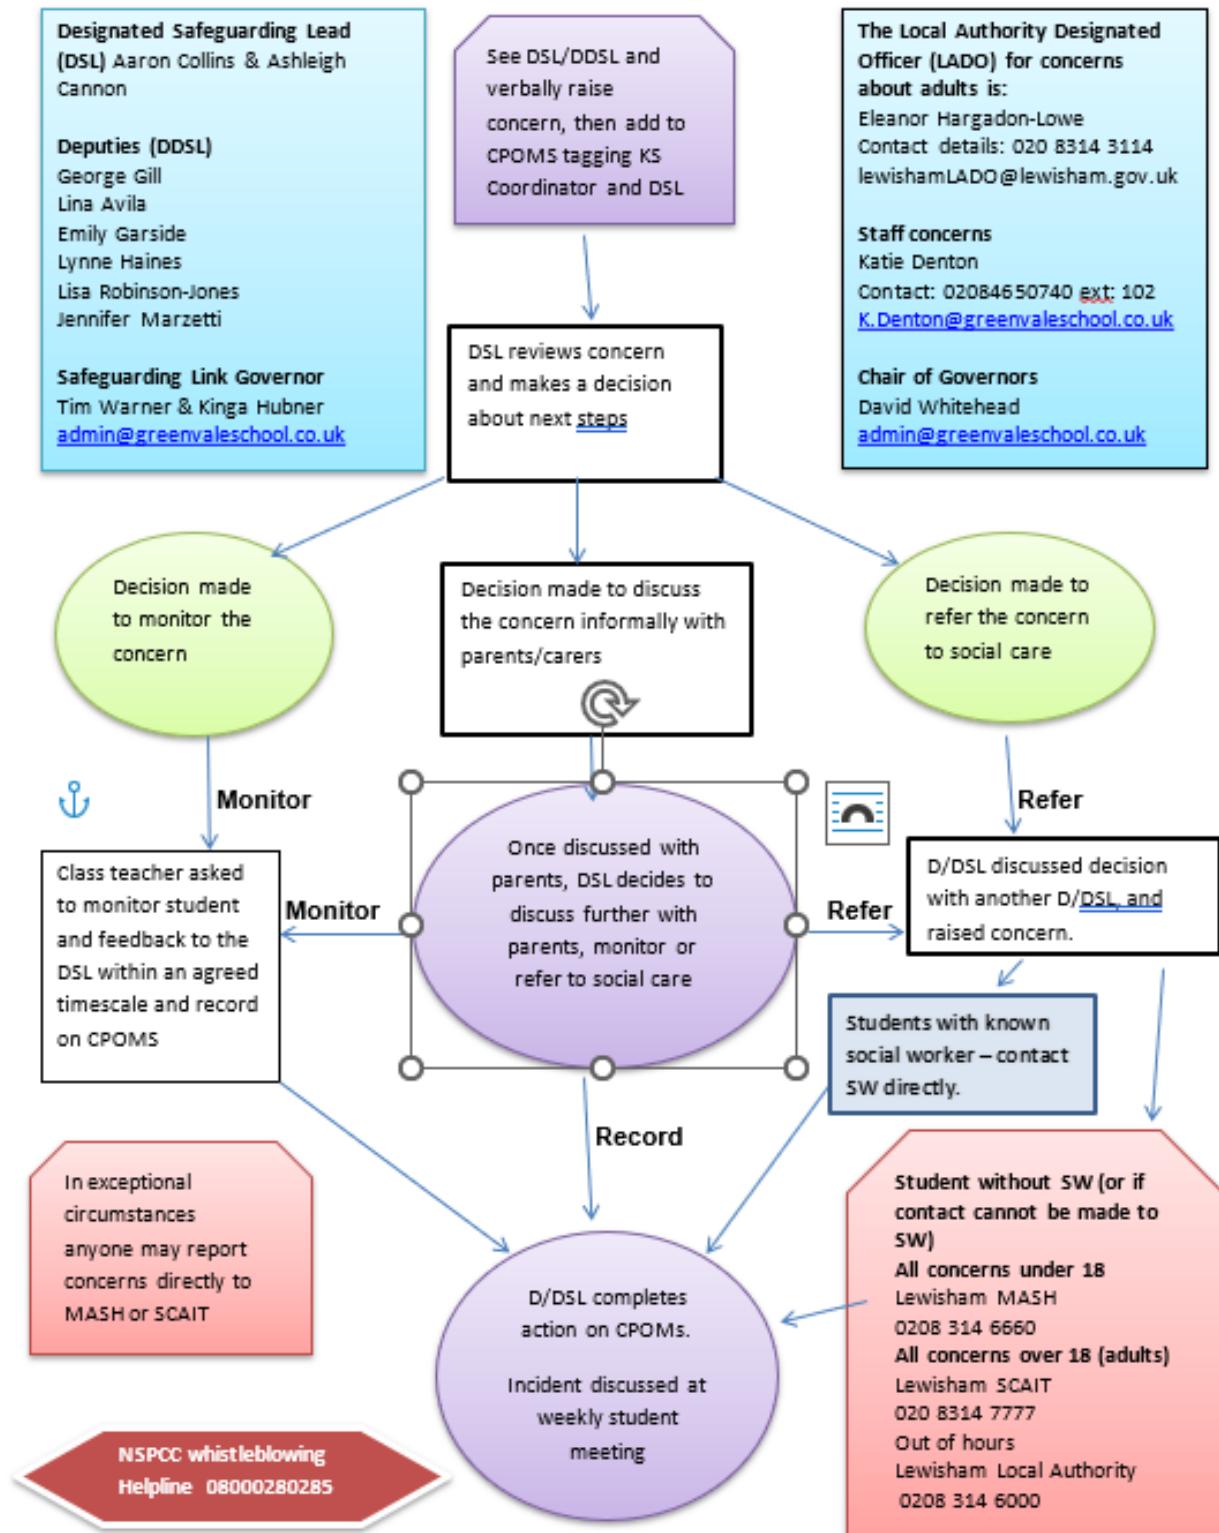 Designated Safeguarding Lead
(DSL) Aaron Collins & Ashleigh
Cannon
Deputies (DDSL)
George Gill
Lina Avila
Emily Garside
Lynne Haines
Lisa Robinson-Jones
Jennifer Marzetti
Safeguarding Link Governor
Tim Warner & Kinga Hubner
admin@greenvaleschool.co.uk
See DSL/DDSL and
verbally raise
concern, then add to
CPOMS tagging KS
Coordinator and DSL
The Local Authority Designated
Officer (LADO) for concerns
about adults is:
Eleanor Hargadon-Lowe
Contact details: 020 8314 3114
lewishamLADO@lewisham.gov.uk
Staff concerns
Katie Denton
Contact: 02084650740 ext: 102
K.Denton@greenvaleschool.co.uk
Chair of Governors
David Whitehead
admin@greenvaleschool.co.uk
DSL reviews concern
and makes a decision
about next steps
Decision made
to monitor the
concern
Decision made to discuss
the concern informally with
parents/carers
Decision made to
refer the concern
to social care
Monitor
Refer
Class teacher asked
to monitor student
and feedback to the
DSL within an agreed
timescale and record
on CPOMS
Monitor
Once discussed with
parents, DSL decides to
discuss further with
parents, monitor or
refer to social care
Refer
D/DSL discussed decision
with another D/DSL, and
raised concern.
Students with known
social worker – contact
SW directly.
Record
In exceptional
circumstances
anyone may report
concerns directly to
MASH or SCAIT
Student without SW (or if
contact cannot be made to
SW)
All concerns under 18
Lewisham MASH
0208 314 6660
All concerns over 18 (adults)
Lewisham SCAIT
020 8314 7777
Out of hours
Lewisham Local Authority
0208 314 6000
D/DSL completes
action on CPOMs.
Incident discussed at
weekly student
meeting
NSPCC whistleblowing
Helpline 08000280285